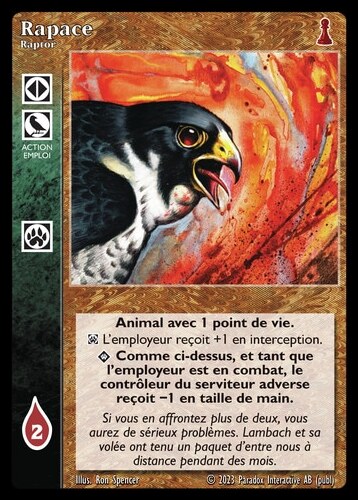 Rapace
Raptor
ACTION
EMPLOI
2
Animal avec 1 point de vie.
L'employeur reçoit +1 en interception.
Comme ci-dessus, et tant que
l'employeur est en combat, le
contrôleur du serviteur adverse
reçoit −1 en taille de main.
Si vous en affrontez plus de deux, vous
aurez de sérieux problèmes. Lambach et sa
volée ont tenu un paquet d'entre nous à
distance pendant des mois.
Illus. Ron Spencer
© 2023 Paradox Interactive AB (publ)